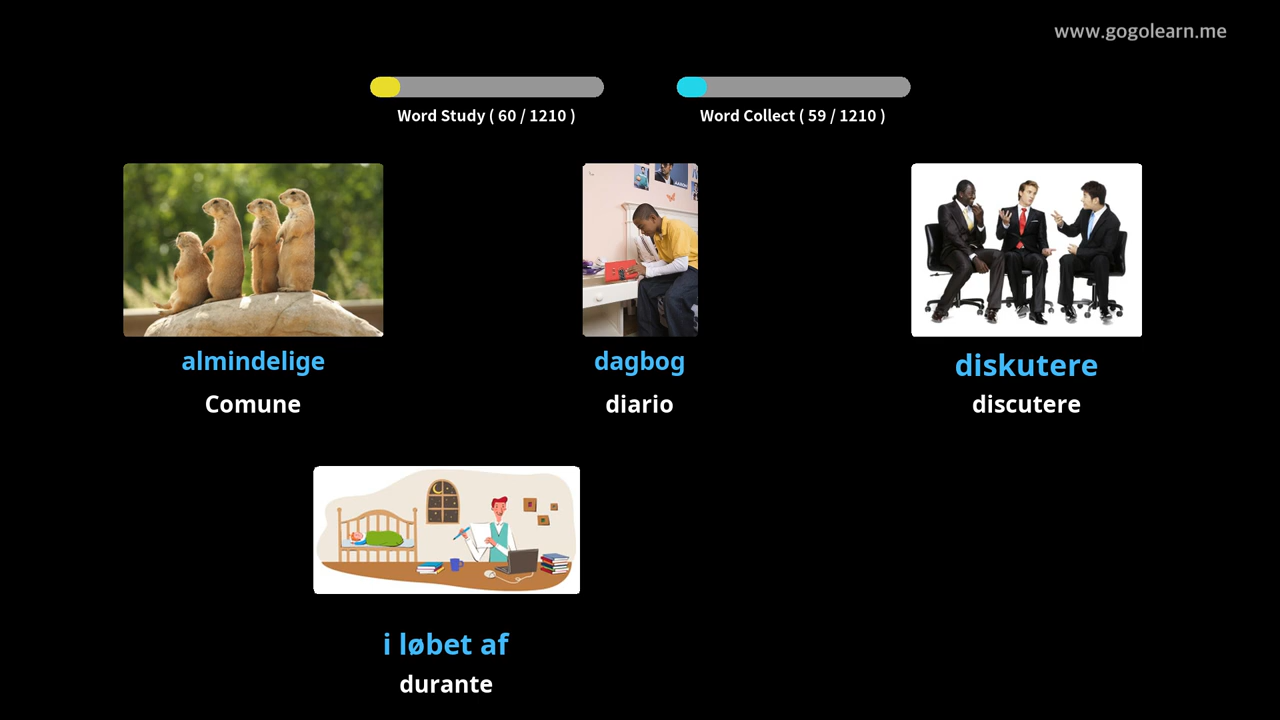 www.gogolearn.me
Word Study ( 60 / 1210 )
Word Collect ( 59 / 1210 )
almindelige
Comune
dagbog
diario
diskutere
discutere
i løbet af
durante